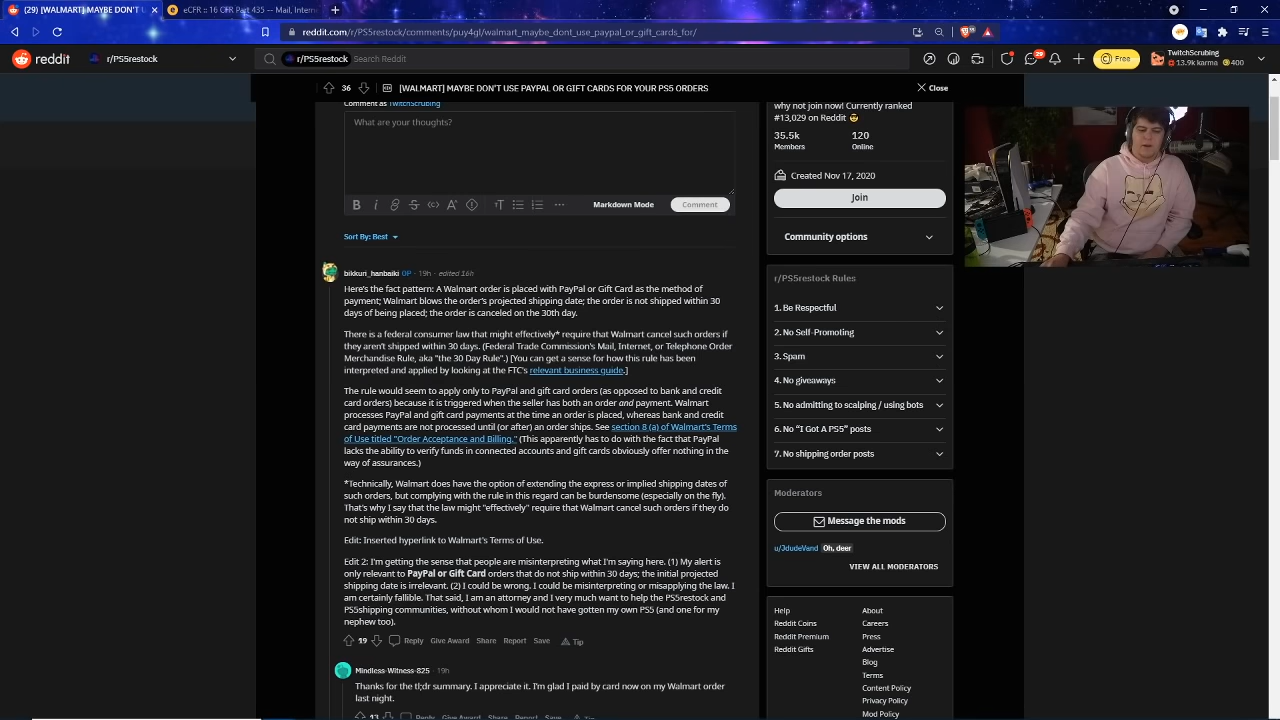 (29) [WALMART] MAYBE DON'T U
eCFR :: 16 CFR Part 435 -- Mail, Intern
reddit.com/r/PS5restock/comments/puy4gl/walmart_maybe_dont_use_paypal_or_gift_cards_for/
reddit
r/PS5restock
r/PS5restock
Search Reddit
29
Free
TwitchScrubing
13.9k karma 400
36
[WALMART] MAYBE DON'T USE PAYPAL OR GIFT CARDS FOR YOUR PS5 ORDERS
Close
Comment as TwitchScrubing
What are your thoughts?
Markdown Mode
Comment
Sort By: Best
bikkuri_hanbaiki OP · 19h · edited 16h
Here's the fact pattern: A Walmart order is placed with PayPal or Gift Card as the method of
payment; Walmart blows the order's projected shipping date; the order is not shipped within 30
days of being placed; the order is canceled on the 30th day.
There is a federal consumer law that might effectively* require that Walmart cancel such orders if
they aren't shipped within 30 days. (Federal Trade Commission's Mail, Internet, or Telephone Order
Merchandise Rule, aka "the 30 Day Rule".) [You can get a sense for how this rule has been
interpreted and applied by looking at the FTC's relevant business guide.]
The rule would seem to apply only to PayPal and gift card orders (as opposed to bank and credit
card orders) because it is triggered when the seller has both an order and payment. Walmart
processes PayPal and gift card payments at the time an order is placed, whereas bank and credit
card payments are not processed until (or after) an order ships. See section 8 (a) of Walmart's Terms
of Use titled "Order Acceptance and Billing." (This apparently has to do with the fact that PayPal
lacks the ability to verify funds in connected accounts and gift cards obviously offer nothing in the
way of assurances.)
*Technically, Walmart does have the option of extending the express or implied shipping dates of
such orders, but complying with the rule in this regard can be burdensome (especially on the fly).
That's why I say that the law might "effectively" require that Walmart cancel such orders if they do
not ship within 30 days.
Edit: Inserted hyperlink to Walmart's Terms of Use.
Edit 2: I'm getting the sense that people are misinterpreting what I'm saying here. (1) My alert is
only relevant to PayPal or Gift Card orders that do not ship within 30 days; the initial projected
shipping date is irrelevant. (2) I could be wrong. I could be misinterpreting or misapplying the law. I
am certainly fallible. That said, I am an attorney and I very much want to help the PS5restock and
PS5shipping communities, without whom I would not have gotten my own PS5 (and one for my
nephew too).
19
Reply Give Award Share Report Save Tip
Mindless-Witness-825 19h
Thanks for the tl;dr summary. I appreciate it. I'm glad I paid by card now on my Walmart order
last night.
13 Reply Give Award Share Report Save Tip
why not join now! Currently ranked
#13,029 on Reddit
35.5k
Members
120
Online
Created Nov 17, 2020
Join
Community options
r/PS5restock Rules
1. Be Respectful
2. No Self-Promoting
3. Spam
4. No giveaways
5. No admitting to scalping / using bots
6. No "I Got A PS5" posts
7. No shipping order posts
Moderators
Message the mods
u/JdudeVand Oh, deer
VIEW ALL MODERATORS
Help
Reddit Coins
Reddit Premium
Reddit Gifts
About
Careers
Press
Advertise
Blog
Terms
Content Policy
Privacy Policy
Mod Policy